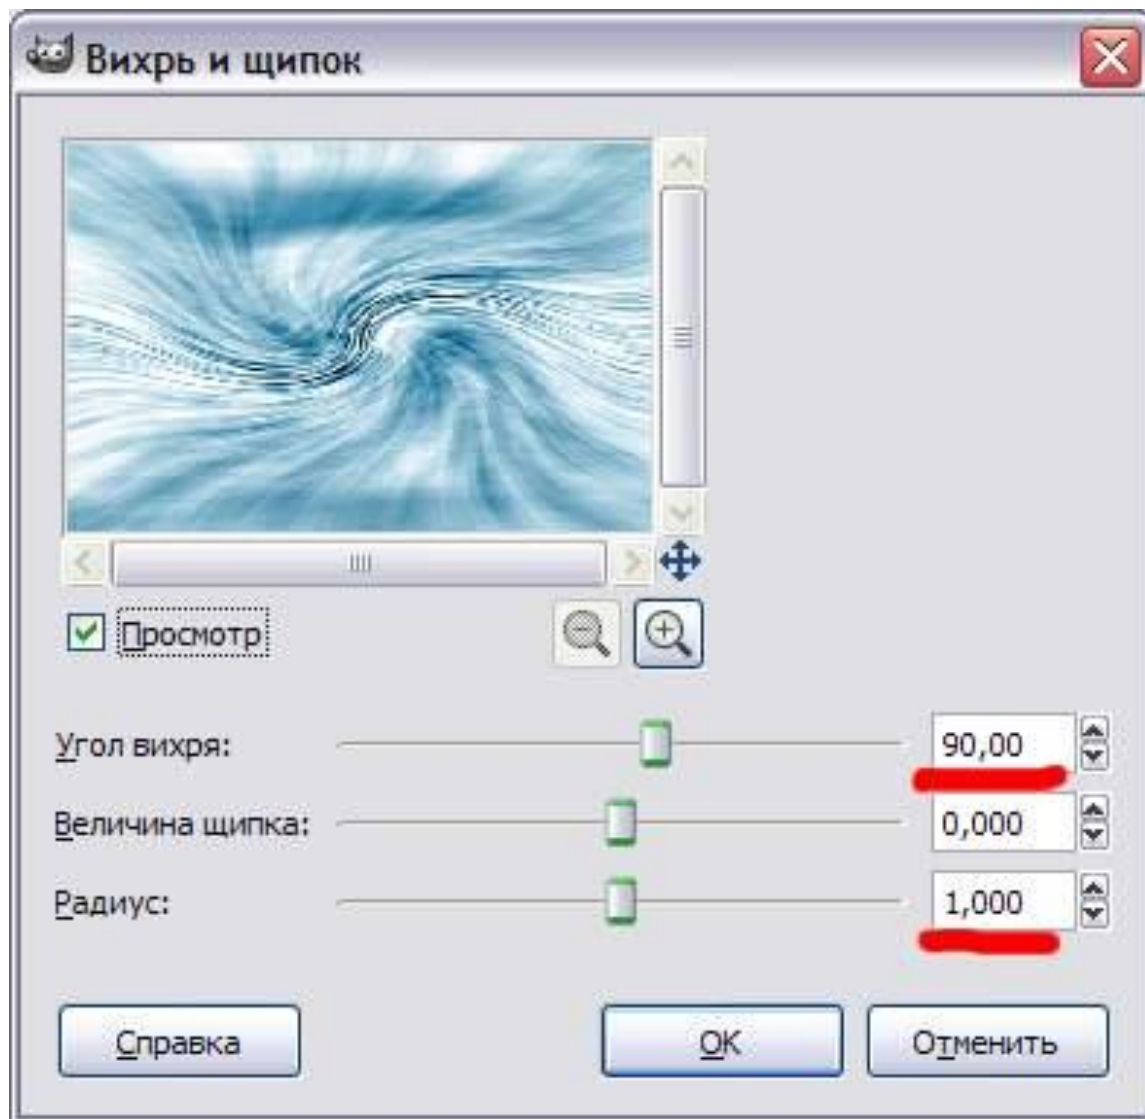 Вихрь и щипок
Просмотр
Угол вихря: 90,00
Величина щипка: 0,000
Радиус: 1,000
Справка OK Отменить